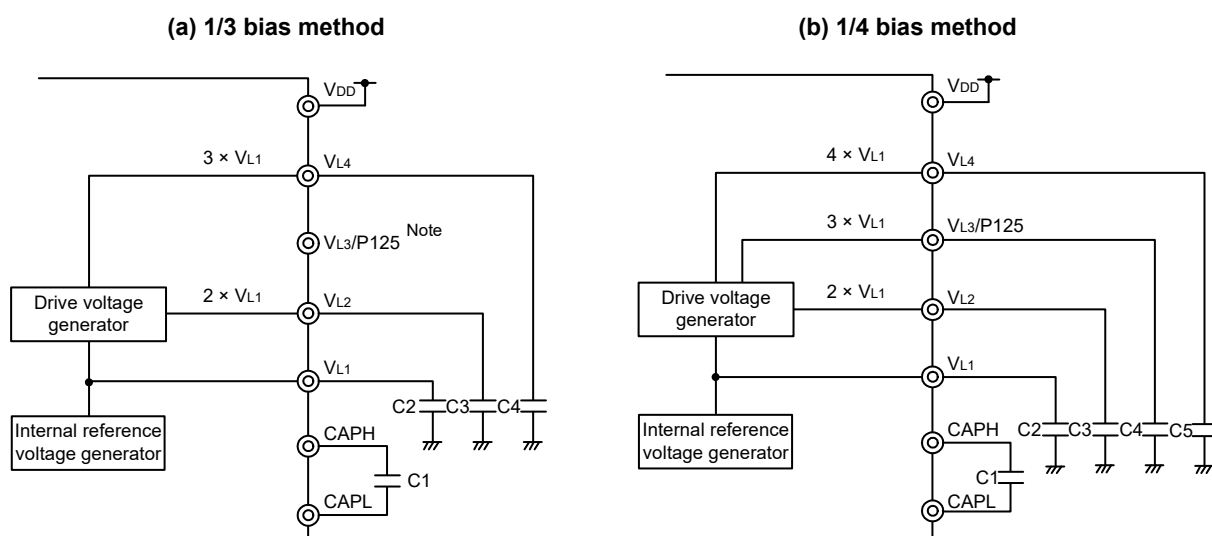 (a) 1/3 bias method
VDD
3 × VL1
VL4
VL3/P125 Note
Drive voltage
generator
2 × VL1
VL2
VL1
C2
C3
C4
Internal reference
voltage generator
CAPH
C1
CAPL
(b) 1/4 bias method
VDD
4 × VL1
VL4
3 × VL1
VL3/P125
Drive voltage
generator
2 × VL1
VL2
VL1
C2
C3
C4
C5
Internal reference
voltage generator
CAPH
C1
CAPL